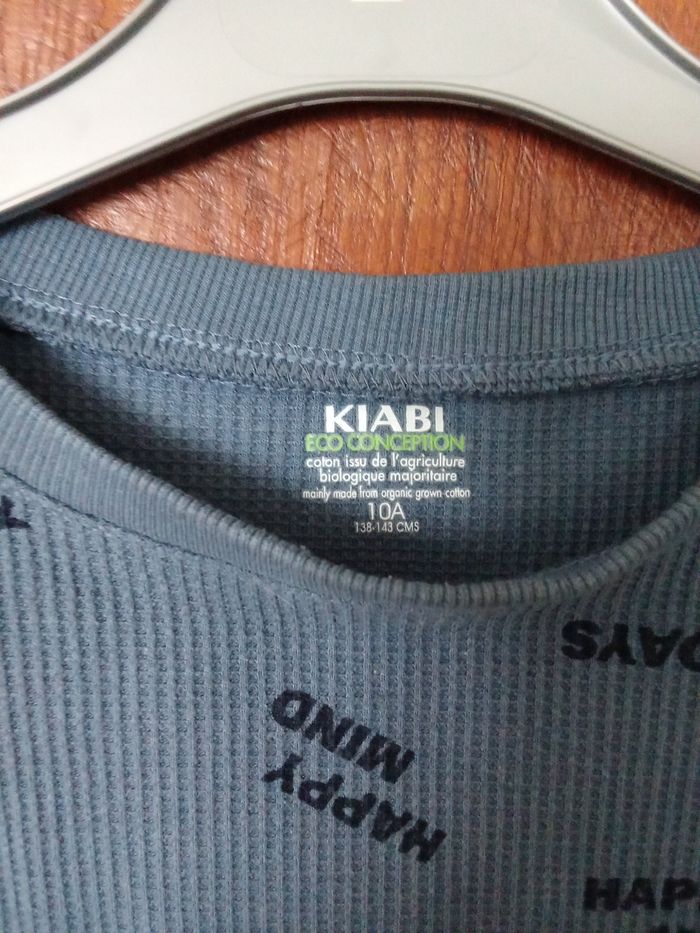 KIABI
ECO CONCEPTION
coton issu de l'agriculture
biologique majoritaire
mainly made from organic grown cotton
10A
138-143 CMS
DAYS
HAPPY
MIND
HAP